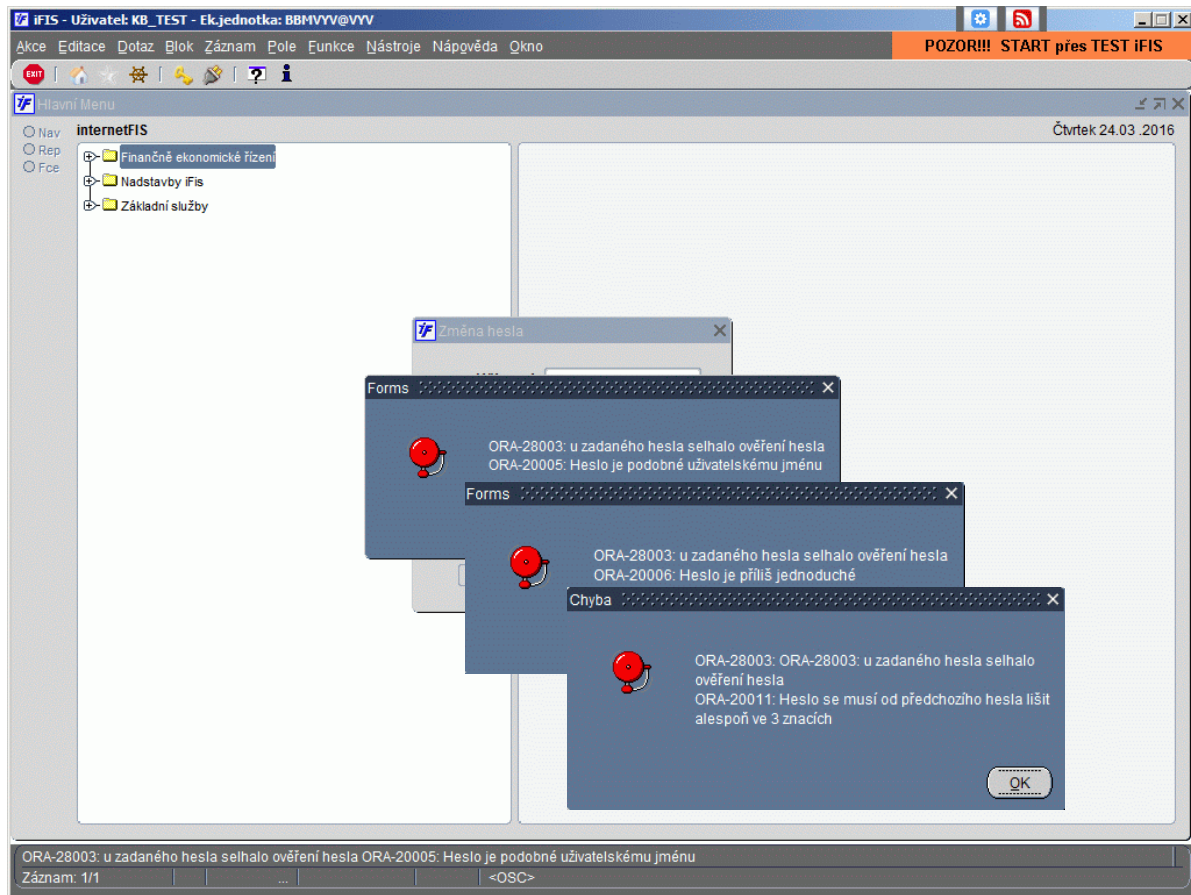 iFIS - Uživatel: KB_TEST - Ek.jednotka: BBMVYV@VYV
Akce Editace Dotaz Blok Záznam Pole Funkce Nástroje Nápověda Okno
POZOR!!! START přes TEST iFIS
EXIT
Hlavní Menu
Nav
Rep
Fce
internetFIS
Čtvrtek 24.03 .2016
Finančně ekonomické řízení
Nadstavby iFis
Základní služby
Změna hesla
Forms
ORA-28003: u zadaného hesla selhalo ověření hesla
ORA-20005: Heslo je podobné uživatelskému jménu
Forms
ORA-28003: u zadaného hesla selhalo ověření hesla
ORA-20006: Heslo je příliš jednoduché
Chyba
ORA-28003: ORA-28003: u zadaného hesla selhalo
ověření hesla
ORA-20011: Heslo se musí od předchozího hesla lišit
alespoň ve 3 znacích
OK
ORA-28003: u zadaného hesla selhalo ověření hesla ORA-20005: Heslo je podobné uživatelskému jménu
Záznam: 1/1 ... <OSC>